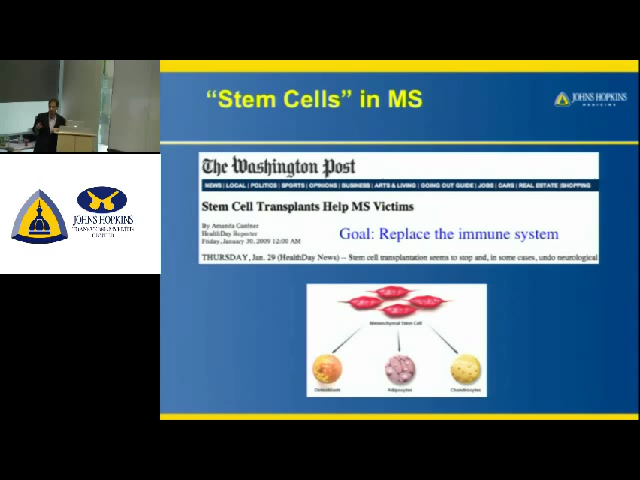 "Stem Cells" in MS
JOHNS HOPKINS
MEDICINE
The Washington Post
NEWS | LOCAL | POLITICS | SPORTS | OPINIONS | BUSINESS | ARTS & LIVING | GOING OUT GUIDE | JOBS | CARS | REAL ESTATE | SHOPPING
Stem Cell Transplants Help MS Victims
By Amanda Gardner
HealthDay Reporter
Friday, January 30, 2009 12:00 AM
Goal: Replace the immune system
THURSDAY, Jan. 29 (HealthDay News) -- Stem cell transplantation seems to stop and, in some cases, undo neurological
Mesenchymal Stem Cell
Adipocytes
Chondrocytes
JOHNS HOPKINS